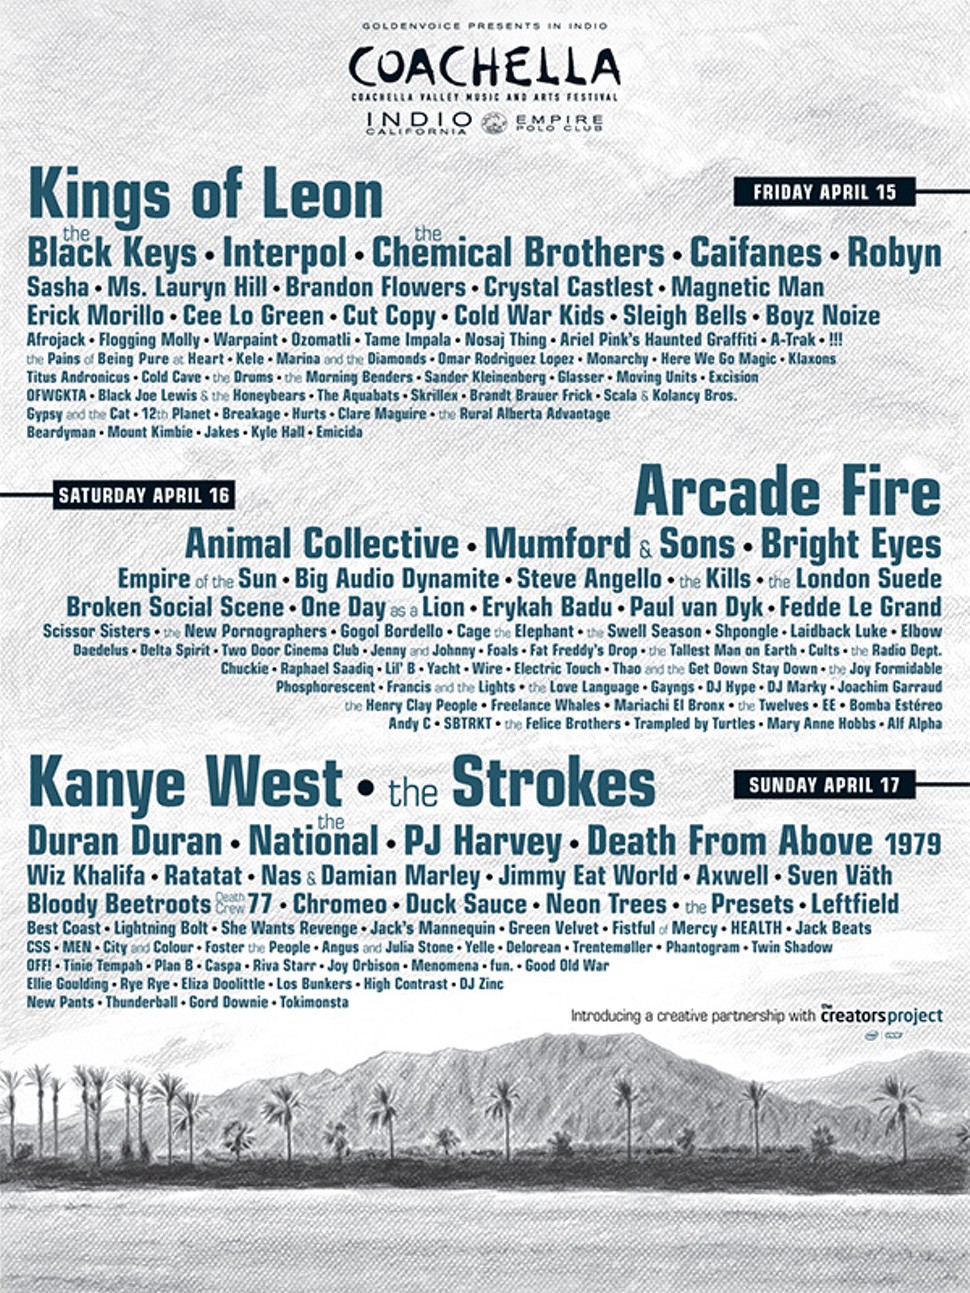 GOLDENVOICE PRESENTS IN INDIO
COACHELLA
COACHELLA VALLEY MUSIC AND ARTS FESTIVAL
INDIO CALIFORNIA EMPIRE POLO CLUB
Kings of Leon
FRIDAY APRIL 15
the Black Keys • Interpol • the Chemical Brothers • Caifanes • Robyn
Sasha • Ms. Lauryn Hill • Brandon Flowers • Crystal Castlest • Magnetic Man
Erick Morillo • Cee Lo Green • Cut Copy • Cold War Kids • Sleigh Bells • Boyz Noize
Afrojack • Flogging Molly • Warpaint • Ozomatli • Tame Impala • Nosaj Thing • Ariel Pink's Haunted Graffiti • A-Trak • !!!
the Pains of Being Pure at Heart • Kele • Marina and the Diamonds • Omar Rodriguez Lopez • Monarchy • Here We Go Magic • Klaxons
Titus Andronicus • Cold Cave • the Drums • the Morning Benders • Sander Kleinenberg • Glasser • Moving Units • Excision
OFWGKTA • Black Joe Lewis & the Honeybears • The Aquabats • Skrillex • Brandt Brauer Frick • Scala & Kolancy Bros.
Gypsy and the Cat • 12th Planet • Breakage • Hurts • Clare Maguire • the Rural Alberta Advantage
Beardyman • Mount Kimbie • Jakes • Kyle Hall • Emicida
SATURDAY APRIL 16
Arcade Fire
Animal Collective • Mumford & Sons • Bright Eyes
Empire of the Sun • Big Audio Dynamite • Steve Angello • the Kills • the London Suede
Broken Social Scene • One Day as a Lion • Erykah Badu • Paul van Dyk • Fedde Le Grand
Scissor Sisters • the New Pornographers • Gogol Bordello • Cage the Elephant • the Swell Season • Shpongle • Laidback Luke • Elbow
Daedelus • Delta Spirit • Two Door Cinema Club • Jenny and Johnny • Foals • Fat Freddy's Drop • the Tallest Man on Earth • Cults • the Radio Dept.
Chuckie • Raphael Saadiq • Lil' B • Yacht • Wire • Electric Touch • Thao and the Get Down Stay Down • the Joy Formidable
Phosphorescent • Francis and the Lights • the Love Language • Gayngs • DJ Hype • DJ Marky • Joachim Garraud
the Henry Clay People • Freelance Whales • Mariachi El Bronx • the Twelves • EE • Bomba Estéreo
Andy C • SBTRKT • the Felice Brothers • Trampled by Turtles • Mary Anne Hobbs • Alf Alpha
Kanye West • the Strokes
SUNDAY APRIL 17
Duran Duran • the National • PJ Harvey • Death From Above 1979
Wiz Khalifa • Ratatat • Nas & Damian Marley • Jimmy Eat World • Axwell • Sven Väth
Bloody Beetroots Death Crew 77 • Chromeo • Duck Sauce • Neon Trees • the Presets • Leftfield
Best Coast • Lightning Bolt • She Wants Revenge • Jack's Mannequin • Green Velvet • Fistful of Mercy • HEALTH • Jack Beats
CSS • MEN • City and Colour • Foster the People • Angus and Julia Stone • Yelle • Delorean • Trentemøller • Phantogram • Twin Shadow
OFF! • Tinie Tempah • Plan B • Caspa • Riva Starr • Joy Orbison • Menomena • fun. • Good Old War
Ellie Goulding • Rye Rye • Eliza Doolittle • Los Bunkers • High Contrast • DJ Zinc
New Pants • Thunderball • Gord Downie • Tokimonsta
Introducing a creative partnership with the creatorsproject